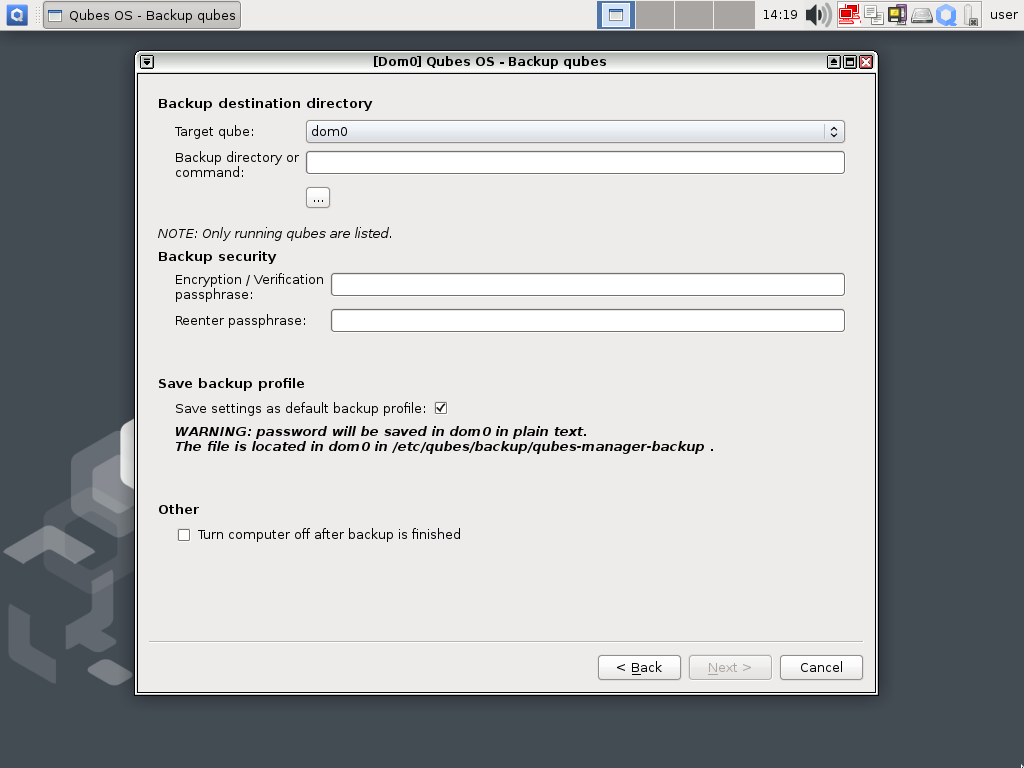 Qubes OS - Backup qubes
14:19
user
[Dom0] Qubes OS - Backup qubes
Backup destination directory
Target qube:
dom0
Backup directory or
command:
...
NOTE: Only running qubes are listed.
Backup security
Encryption / Verification
passphrase:
Reenter passphrase:
Save backup profile
Save settings as default backup profile:
WARNING: password will be saved in dom0 in plain text.
The file is located in dom0 in /etc/qubes/backup/qubes-manager-backup .
Other
Turn computer off after backup is finished
< Back
Next >
Cancel